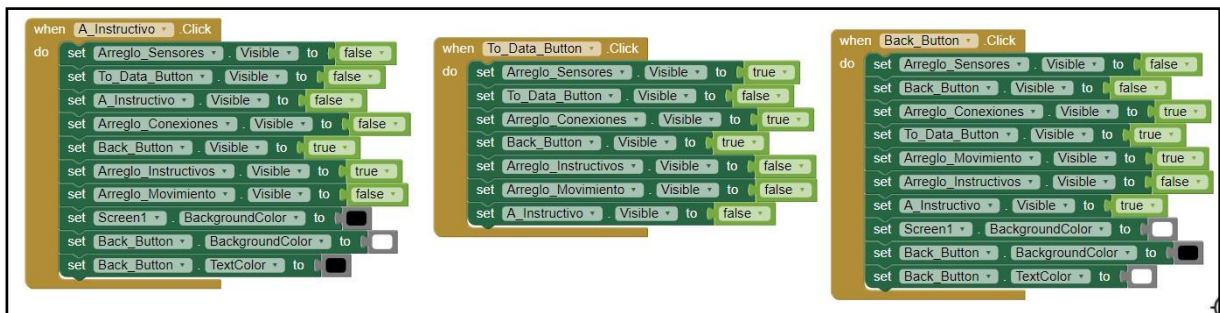 when A_Instructivo .Click
do set Arreglo_Sensores . Visible to false
set To_Data_Button . Visible to false
set A_Instructivo . Visible to false
set Arreglo_Conexiones . Visible to false
set Back_Button . Visible to true
set Arreglo_Instructivos . Visible to true
set Arreglo_Movimiento . Visible to false
set Screen1 . BackgroundColor to
set Back_Button . BackgroundColor to
set Back_Button . TextColor to
when To_Data_Button .Click
do set Arreglo_Sensores . Visible to true
set To_Data_Button . Visible to false
set Arreglo_Conexiones . Visible to true
set Back_Button . Visible to true
set Arreglo_Instructivos . Visible to false
set Arreglo_Movimiento . Visible to false
set A_Instructivo . Visible to false
when Back_Button .Click
do set Arreglo_Sensores . Visible to false
set Back_Button . Visible to false
set Arreglo_Conexiones . Visible to true
set To_Data_Button . Visible to true
set Arreglo_Movimiento . Visible to true
set Arreglo_Instructivos . Visible to false
set A_Instructivo . Visible to true
set Screen1 . BackgroundColor to
set Back_Button . BackgroundColor to
set Back_Button . TextColor to